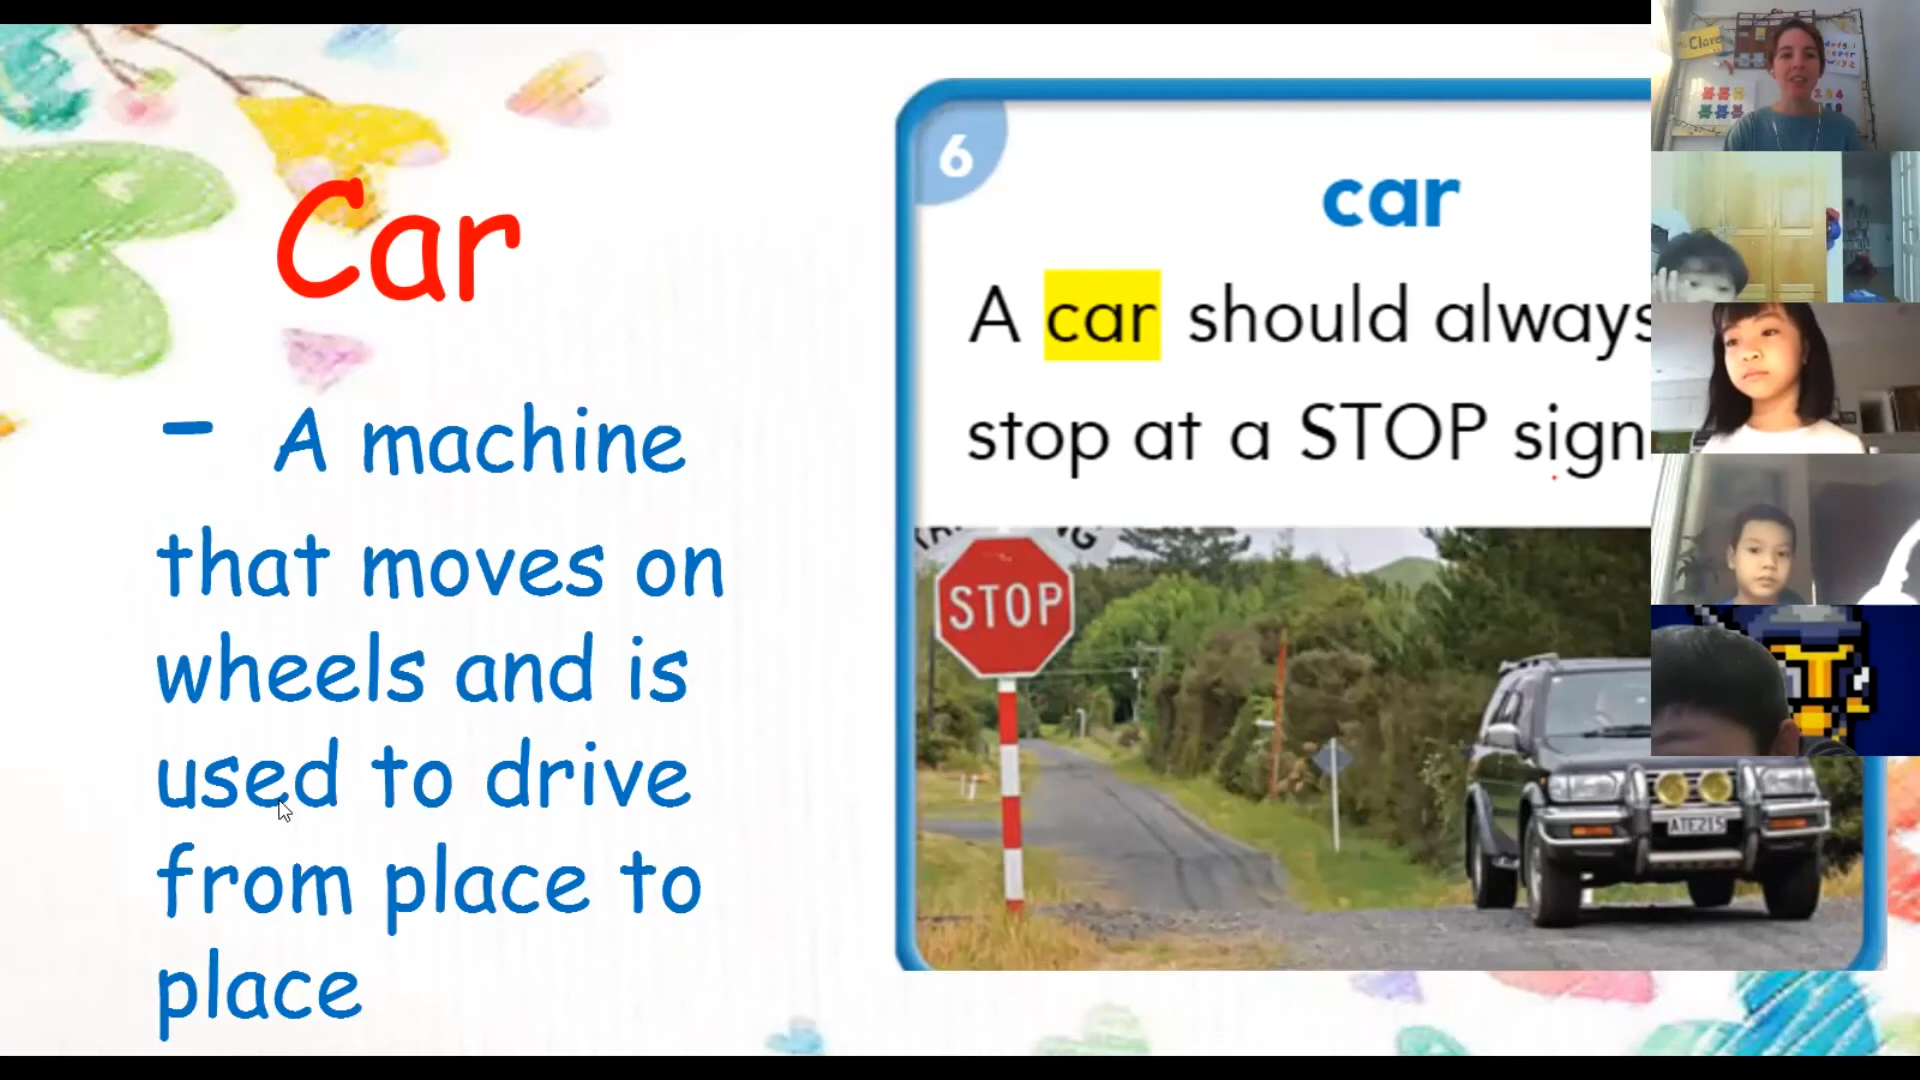 Car
- A machine
that moves on
wheels and is
used to drive
from place to
place
6
car
A car should always
stop at a STOP sign
STOP
ATE215
Clare